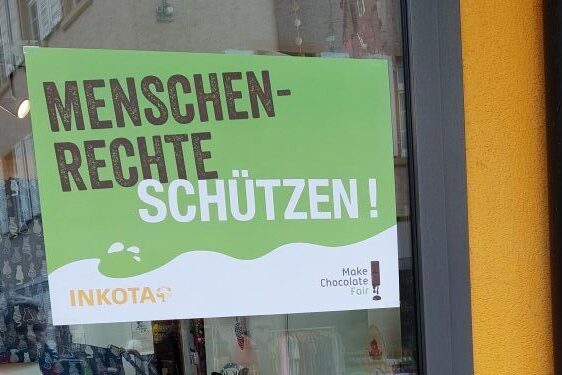 MENSCHEN-
RECHTE
SCHÜTZEN!
INKOTA
Make
Chocolate
Fair